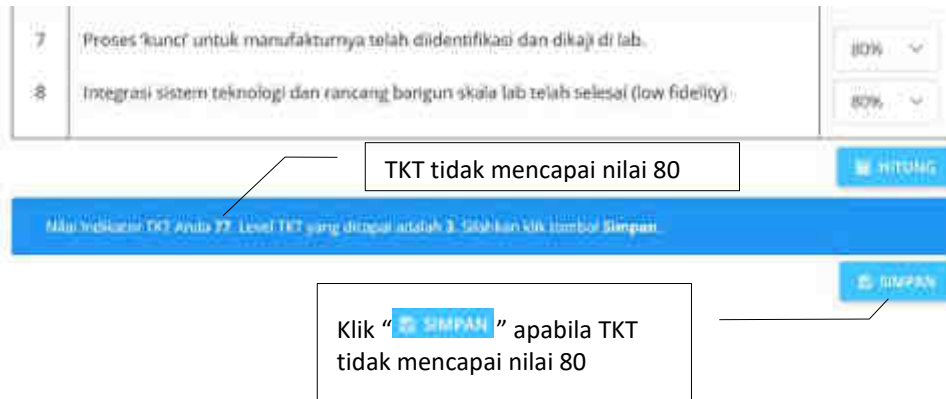 7 Proses 'kunci' untuk manufakturnya telah diidentifikasi dan dikaji di lab. 80%
8 Integrasi sistem teknologi dan rancang bangun skala lab telah selesai (low fidelity) 80%
TKT tidak mencapai nilai 80
HITUNG
Nilai Indikator TKT Anda 77. Level TKT yang dicapai adalah 3. Silahkan klik tombol Simpan.
SIMPAN
Klik “ SIMPAN ” apabila TKT
tidak mencapai nilai 80